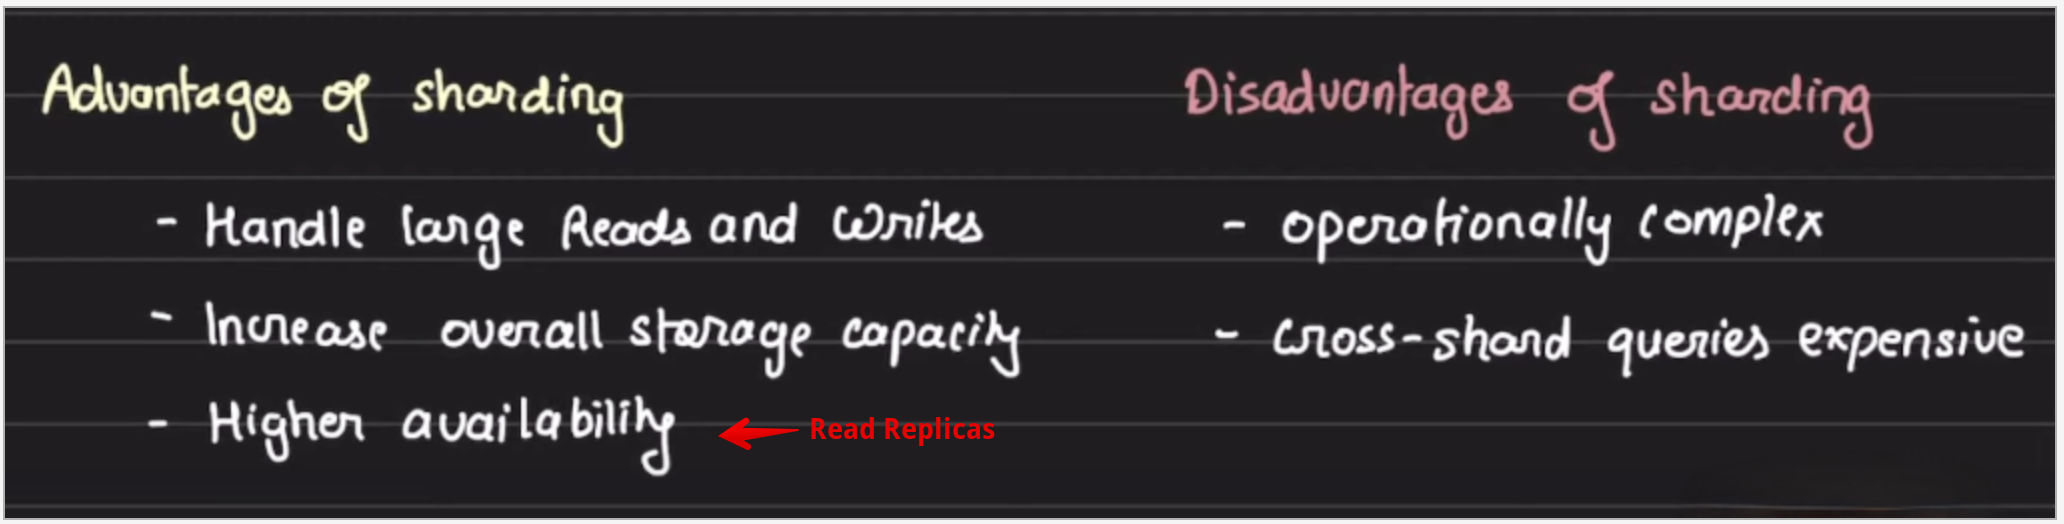 Advantages of sharding
- Handle large Reads and Writes
- Increase overall storage capacity
- Higher availability
Read Replicas
Disadvantages of sharding
- operationally complex
- cross-shard queries expensive